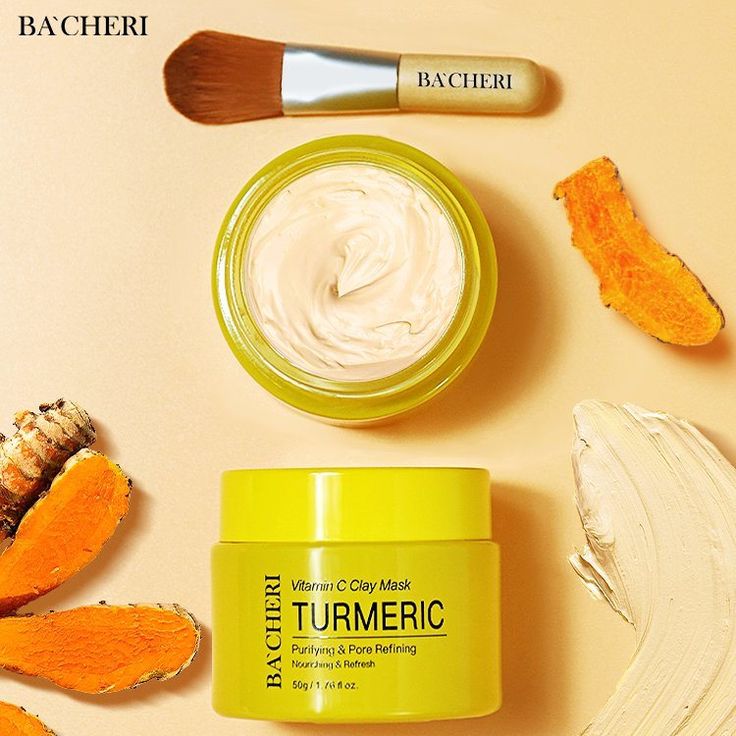 BA`CHERI
BA`CHERI
BA`CHERI
Vitamin C Clay Mask
TURMERIC
Purifying & Pore Refining
Nourishing & Refresh
50g / 1.76 fl oz.